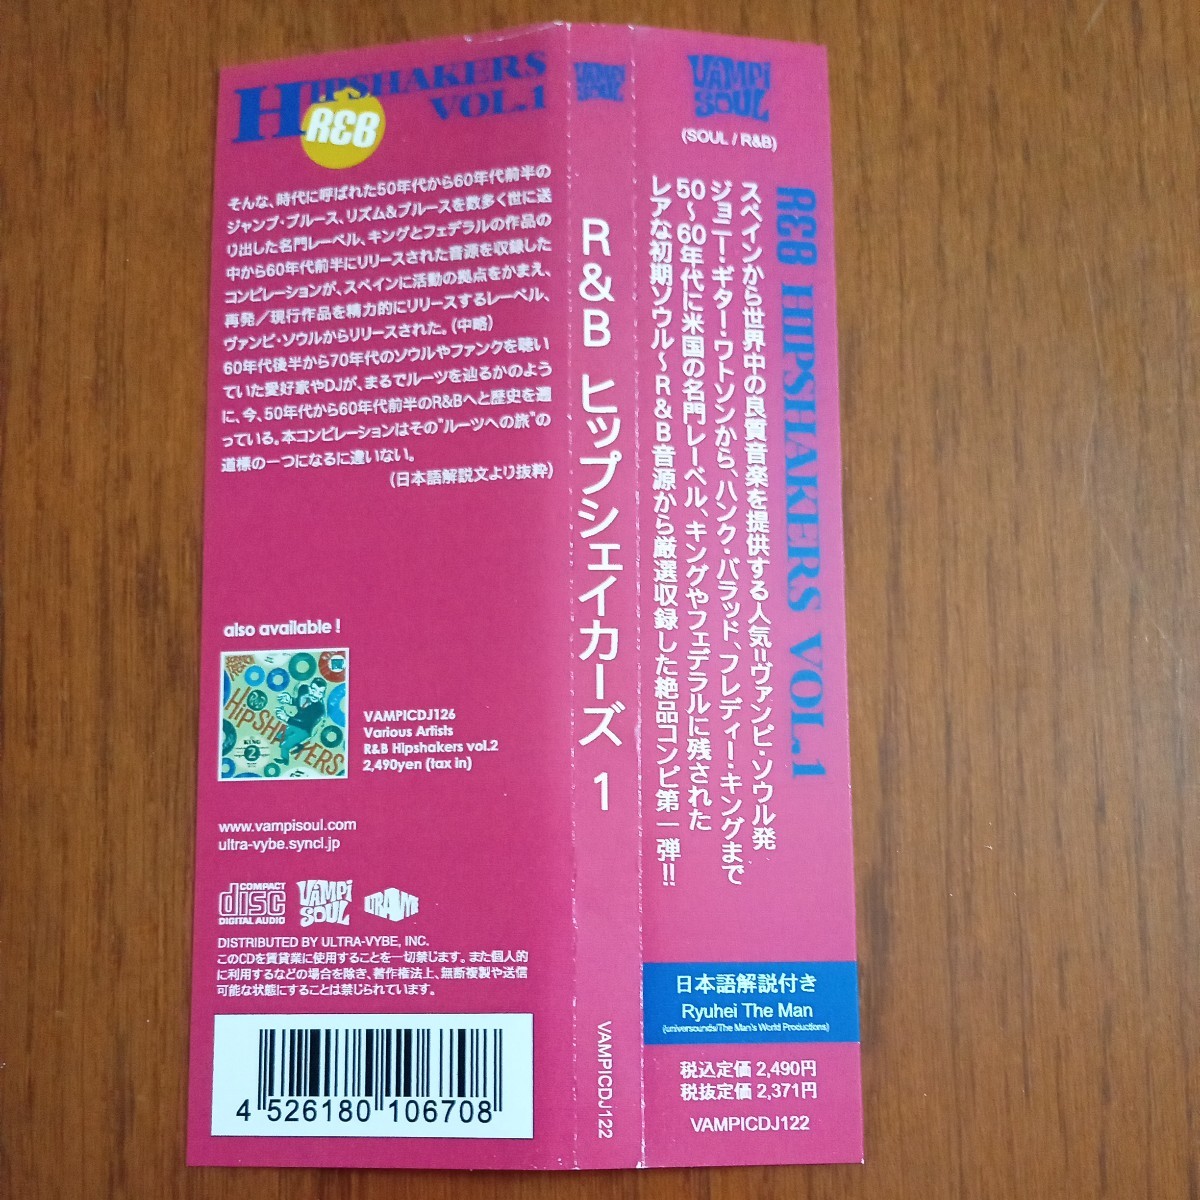 HIPSHAKERS
VOL.1
R&B
そんな、時代に呼ばれた50年代から60年代前半の
ジャンプ・ブルース、リズム&ブルースを数多く世に送
り出した名門レーベル、キングとフェデラルの作品の
中から60年代前半にリリースされた音源を収録した
コンピレーションが、スペインに活動の拠点をかまえ、
再発／現行作品を精力的にリリースするレーベル、
ヴァンピ・ソウルからリリースされた。(中略)
60年代後半から70年代のソウルやファンクを聴い
ていた愛好家やDJが、まるでルーツを辿るかのよう
に、今、50年代から60年代前半のR&Bへと歴史を遡
っている。本コンピレーションはその"ルーツへの旅"の
道標の一つになるに違いない。
(日本語解説文より抜粋)
also available!
HIPSHAKERS
R&B
KING
2
VAMPICDJ126
Various Artists
R&B Hipshakers vol.2
2,490yen (tax in)
www.vampisoul.com
ultra-vybe.syncl.jp
COMPACT
disc
DIGITAL AUDIO
VAMPI
SOUL
ULTRA-VYBE
DISTRIBUTED BY ULTRA-VYBE, INC.
このCDを賃貸業に使用することを一切禁じます。また個人的
に利用するなどの場合を除き、著作権法上、無断複製や送信
可能な状態にすることは禁じられています。
4 526180 106708
VAMPI
SOUL
R&B ヒップシェイカーズ 1
VAMPICDJ122
VAMPI
SOUL
(SOUL / R&B)
R&B HIPSHAKERS VOL.1
スペインから世界中の良質音楽を提供する人気=ヴァンピ・ソウル発
ジョニー・ギター・ワトソンから、ハンク・バラッド、フレディー・キングまで
50〜60年代に米国の名門レーベル、キングやフェデラルに残された
レアな初期ソウル〜R&B音源から厳選収録した絶品コンピ第一弾!!
日本語解説付き
Ryuhei The Man
(universounds/The Man's World Productions)
税込定価 2,490円
税抜定価 2,371円
VAMPICDJ122